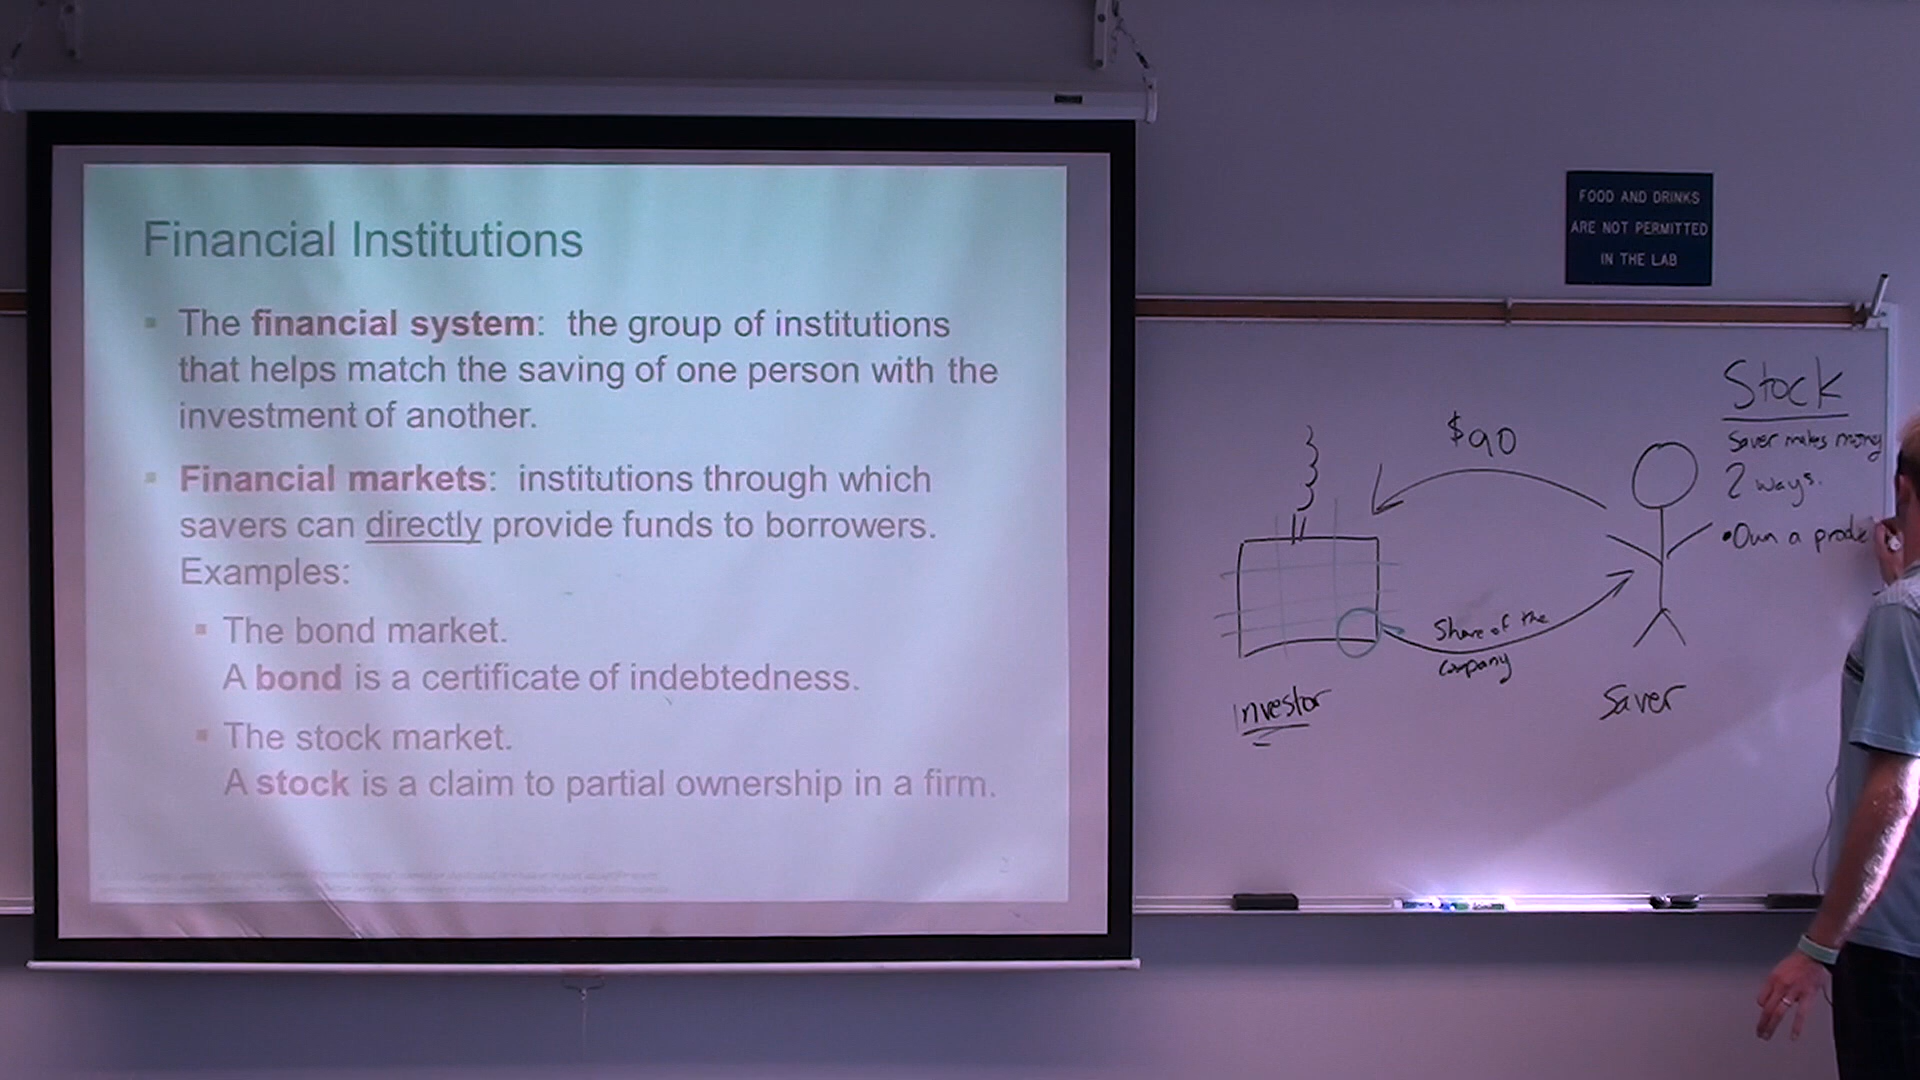 Financial Institutions
The financial system: the group of institutions
that helps match the saving of one person with the
investment of another.
Financial markets: institutions through which
savers can directly provide funds to borrowers.
Examples:
The bond market.
A bond is a certificate of indebtedness.
The stock market.
A stock is a claim to partial ownership in a firm.
2
FOOD AND DRINKS
ARE NOT PERMITTED
IN THE LAB
$90
Share of the
company
Investor
Saver
Stock
Saver makes money
2 ways.
•Own a produ